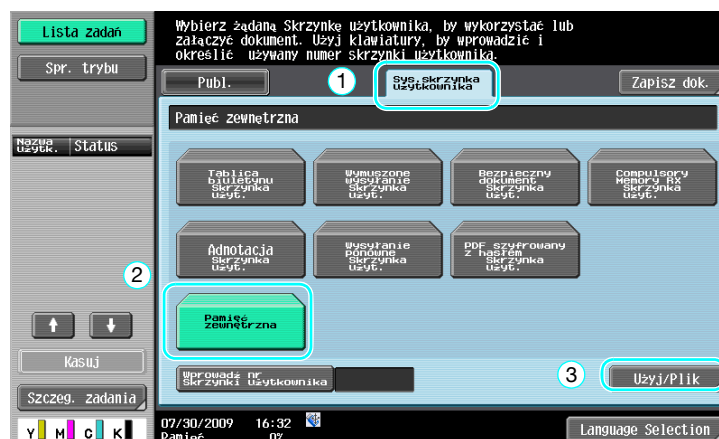 Lista zadań
Spr. trybu
Nazwa użytk.
Status
2
Kasuj
Szczeg. zadania
Y M C K
Wybierz żądaną Skrzynkę użytkownika, by wykorzystać lub
załączyć dokument. Użyj klawiatury, by wprowadzić i
określić używany numer skrzynki użytkownika.
Publ.
1
Sys.skrzynka
użytkownika
Zapisz dok.
Pamięć zewnętrzna
Tablica
biuletynu
Skrzynka
użyt.
Wymuszone
wysyłanie
Skrzynka
użyt.
Bezpieczny
dokument
Skrzynka
użyt.
Compulsory
Memory RX
Skrzynka
użyt.
Adnotacja
Skrzynka
użyt.
Wysyłanie
ponowne
Skrzynka
użyt.
PDF szyfrowany
z hasłem
Skrzynka
użyt.
Pamięć
zewnętrzna
Wprowadź nr
Skrzynki użytkownika
3
Użyj/Plik
07/30/2009 16:32
Pamięć 0%
Language Selection